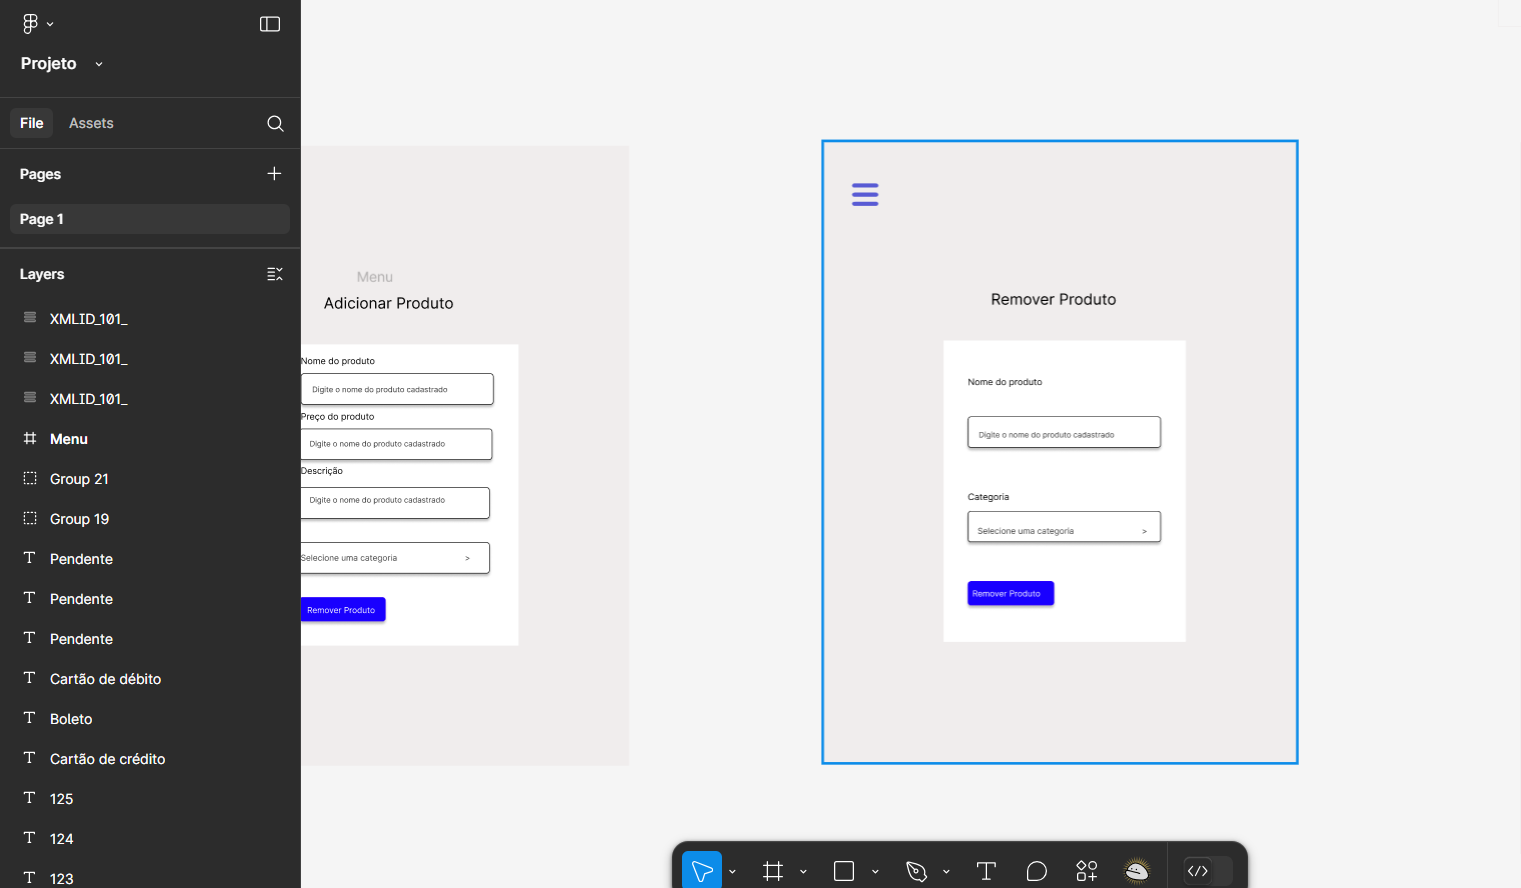 Projeto
File
Assets
Pages
Page 1
Layers
XMLID_101_
XMLID_101_
XMLID_101_
Menu
Group 21
Group 19
Pendente
Pendente
Pendente
Cartão de débito
Boleto
Cartão de crédito
125
124
123
Menu
Adicionar Produto
Nome do produto
Digite o nome do produto cadastrado
Preço do produto
Digite o nome do produto cadastrado
Descrição
Digite o nome do produto cadastrado
Selecione uma categoria >
Remover Produto
Remover Produto
Nome do produto
Digite o nome do produto cadastrado
Categoria
Selecione uma categoria >
Remover Produto